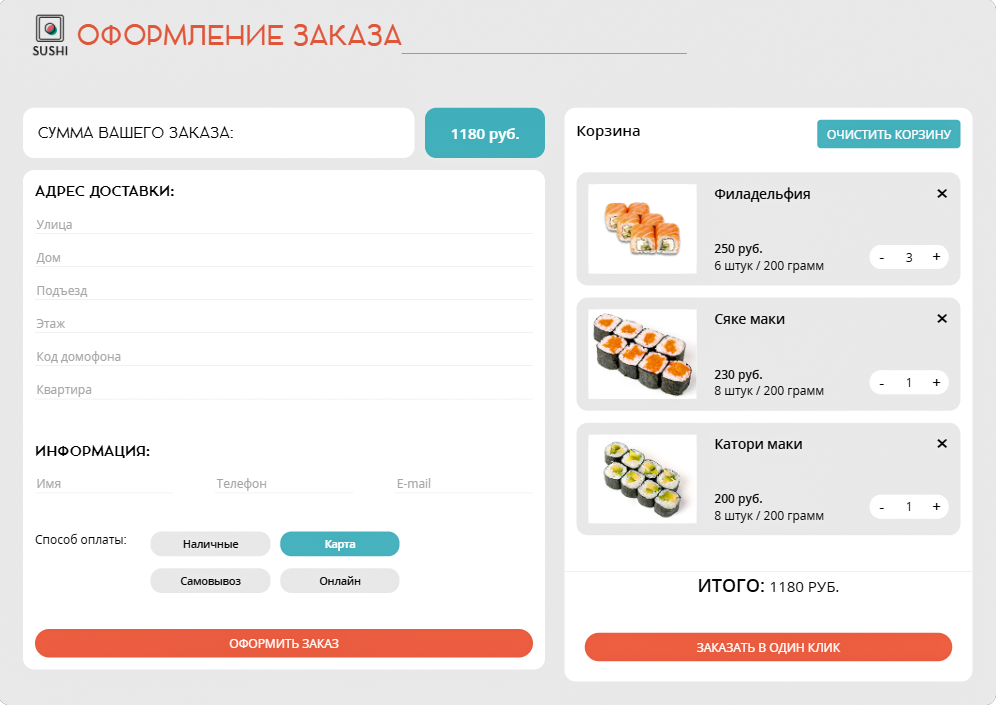 SUSHI
ОФОРМЛЕНИЕ ЗАКАЗА
СУММА ВАШЕГО ЗАКАЗА:
1180 руб.
АДРЕС ДОСТАВКИ:
Улица
Дом
Подъезд
Этаж
Код домофона
Квартира
ИНФОРМАЦИЯ:
Имя Телефон E-mail
Способ оплаты:
Наличные Карта
Самовывоз Онлайн
ОФОРМИТЬ ЗАКАЗ
Корзина
ОЧИСТИТЬ КОРЗИНУ
Филадельфия ×
250 руб.
6 штук / 200 грамм
- 3 +
Сяке маки ×
230 руб.
8 штук / 200 грамм
- 1 +
Катори маки ×
200 руб.
8 штук / 200 грамм
- 1 +
ИТОГО: 1180 РУБ.
ЗАКАЗАТЬ В ОДИН КЛИК